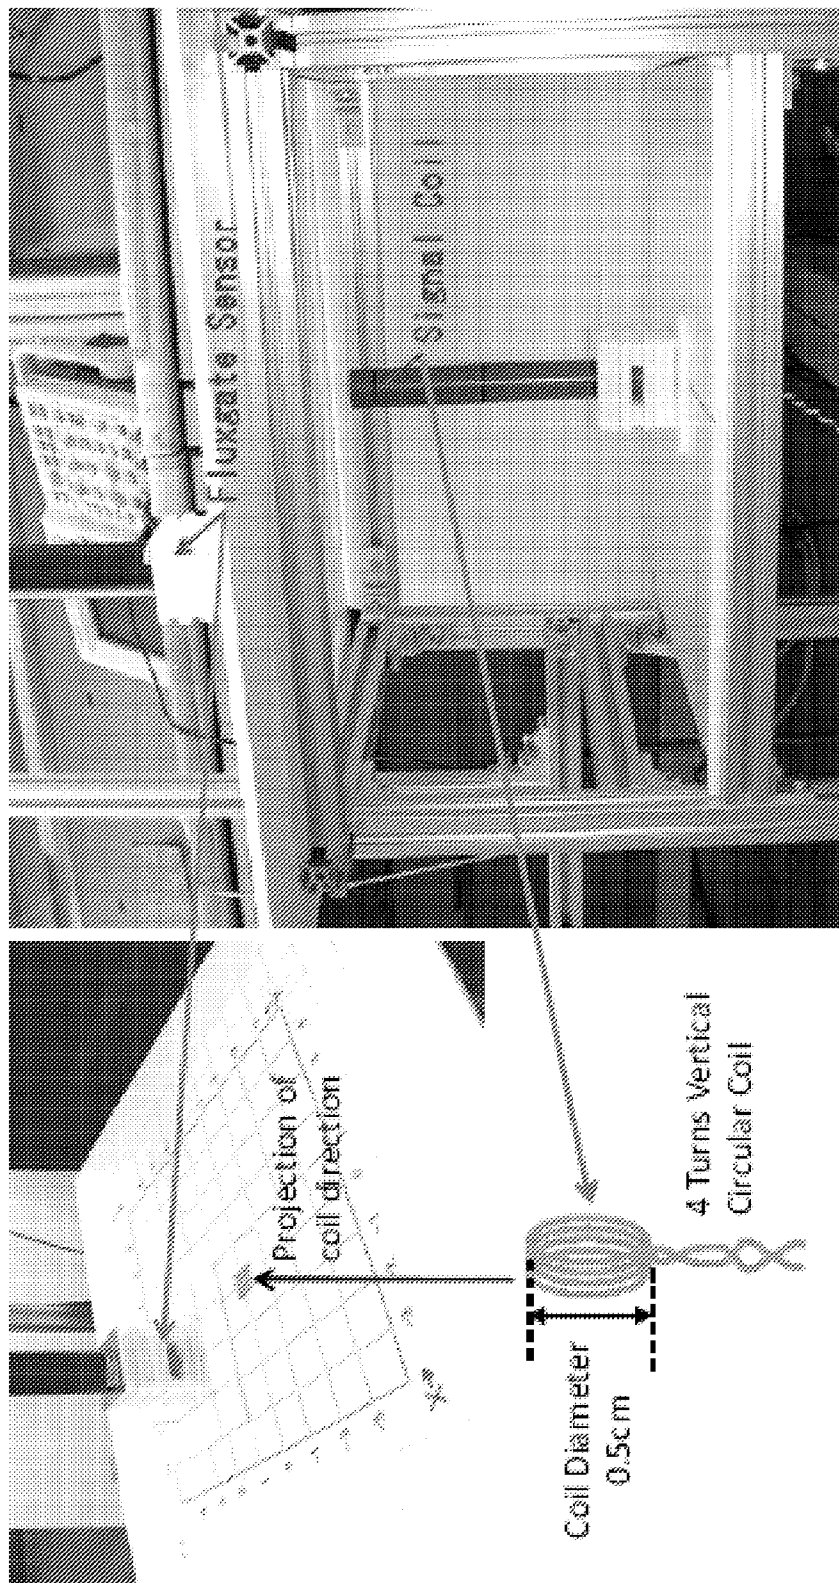 Fluxgate Sensor
Signal Coil
Projection of
coil direction
4 Turns Vertical
Circular Coil
Coil Diameter
0.5cm